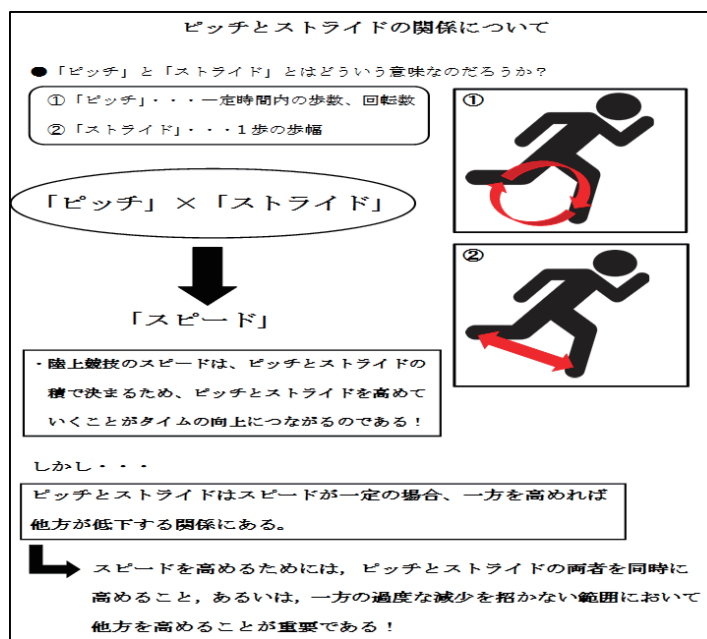 ピッチとストライドの関係について
●「ピッチ」と「ストライド」とはどういう意味なのだろうか？
①「ピッチ」・・・一定時間内の歩数、回転数
②「ストライド」・・・１歩の歩幅
①
「ピッチ」×「ストライド」
②
「スピード」
・陸上競技のスピードは、ピッチとストライドの
積で決まるため、ピッチとストライドを高めて
いくことがタイムの向上につながるのである！
しかし・・・
ピッチとストライドはスピードが一定の場合、一方を高めれば
他方が低下する関係にある。
スピードを高めるためには，ピッチとストライドの両者を同時に
高めること，あるいは，一方の過度な減少を招かない範囲において
他方を高めることが重要である！